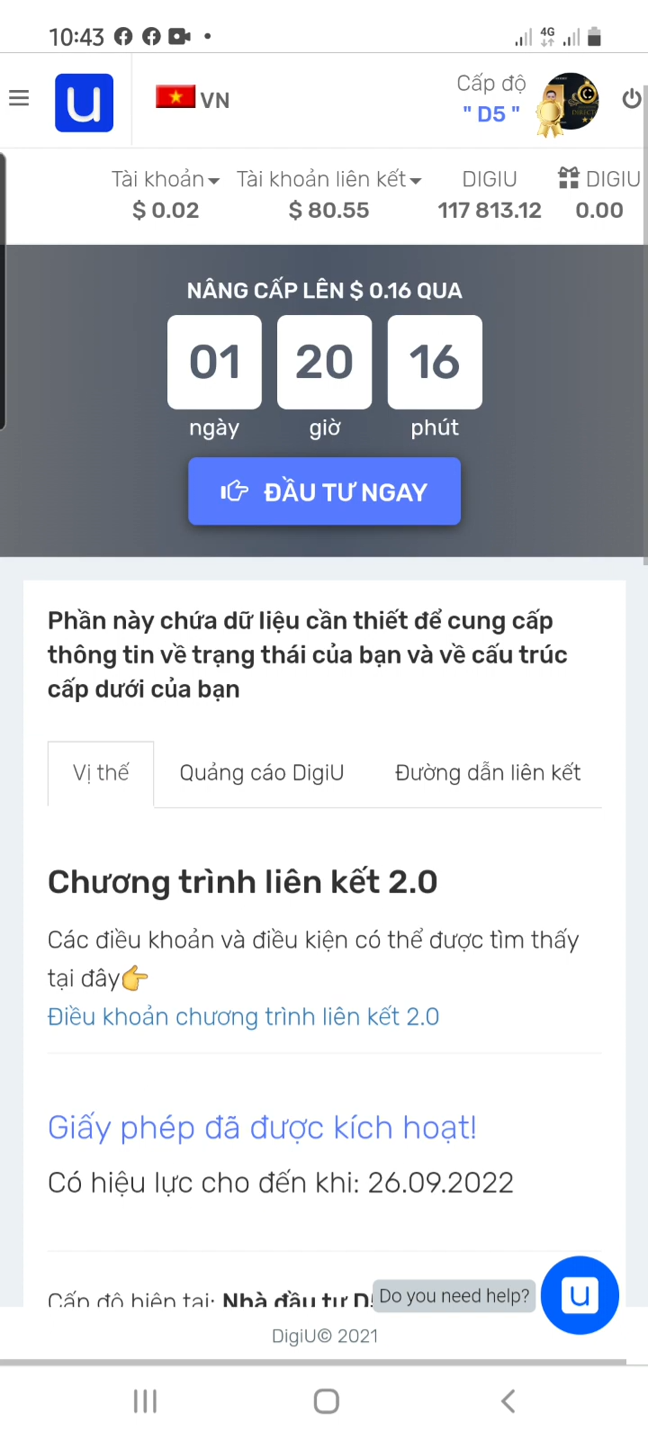 10:43
4G
VN
Cấp độ
" D5 "
Tài khoản Tài khoản liên kết DIGIU DIGIU
$ 0.02 $ 80.55 117 813.12 0.00
NÂNG CẤP LÊN $ 0.16 QUA
01 20 16
ngày giờ phút
ĐẦU TƯ NGAY
Phần này chứa dữ liệu cần thiết để cung cấp
thông tin về trạng thái của bạn và về cấu trúc
cấp dưới của bạn
Vị thế Quảng cáo DigiU Đường dẫn liên kết
Chương trình liên kết 2.0
Các điều khoản và điều kiện có thể được tìm thấy
tại đây👉
Điều khoản chương trình liên kết 2.0
Giấy phép đã được kích hoạt!
Có hiệu lực cho đến khi: 26.09.2022
Cấp độ hiện tại: Nhà đầu tư D5
Do you need help?
DigiU© 2021